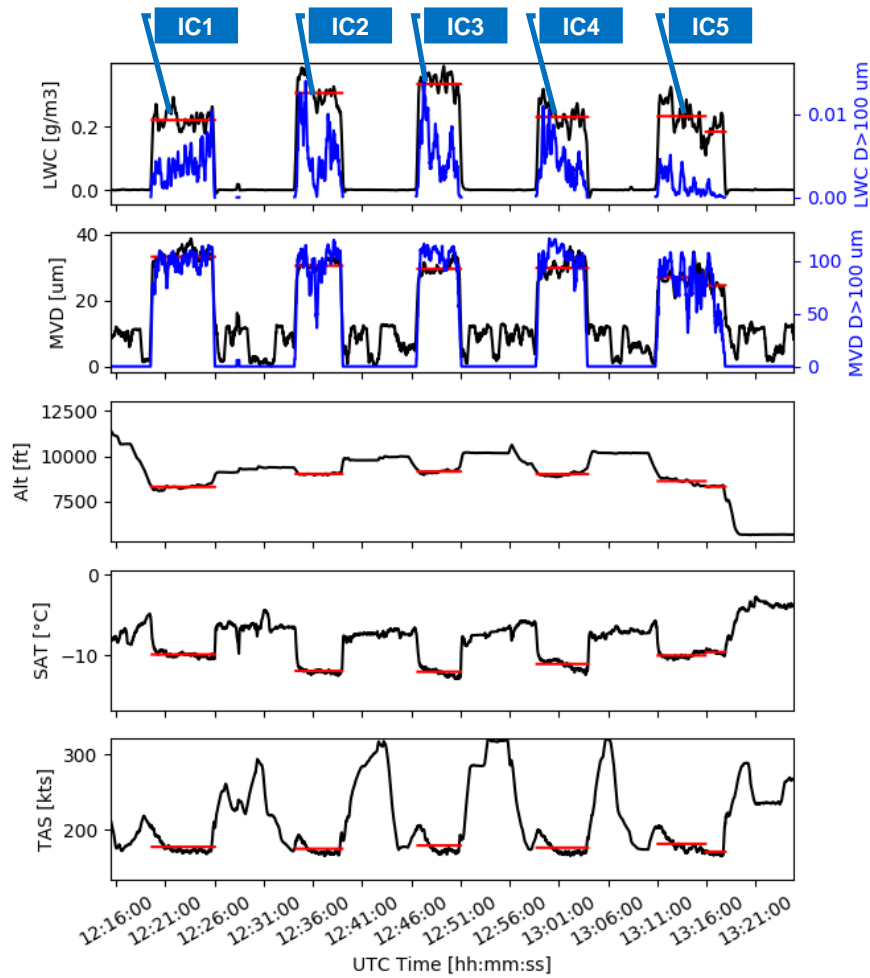 IC1 IC2 IC3 IC4 IC5
LWC [g/m3]
0.2
0.0
0.01
0.00
LWC D>100 um
MVD [um]
40
20
0
100
50
0
MVD D>100 um
Alt [ft]
12500
10000
7500
SAT [°C]
0
−10
TAS [kts]
300
200
12:16:00 12:21:00 12:26:00 12:31:00 12:36:00 12:41:00 12:46:00 12:51:00 12:56:00 13:01:00 13:06:00 13:11:00 13:16:00 13:21:00
UTC Time [hh:mm:ss]